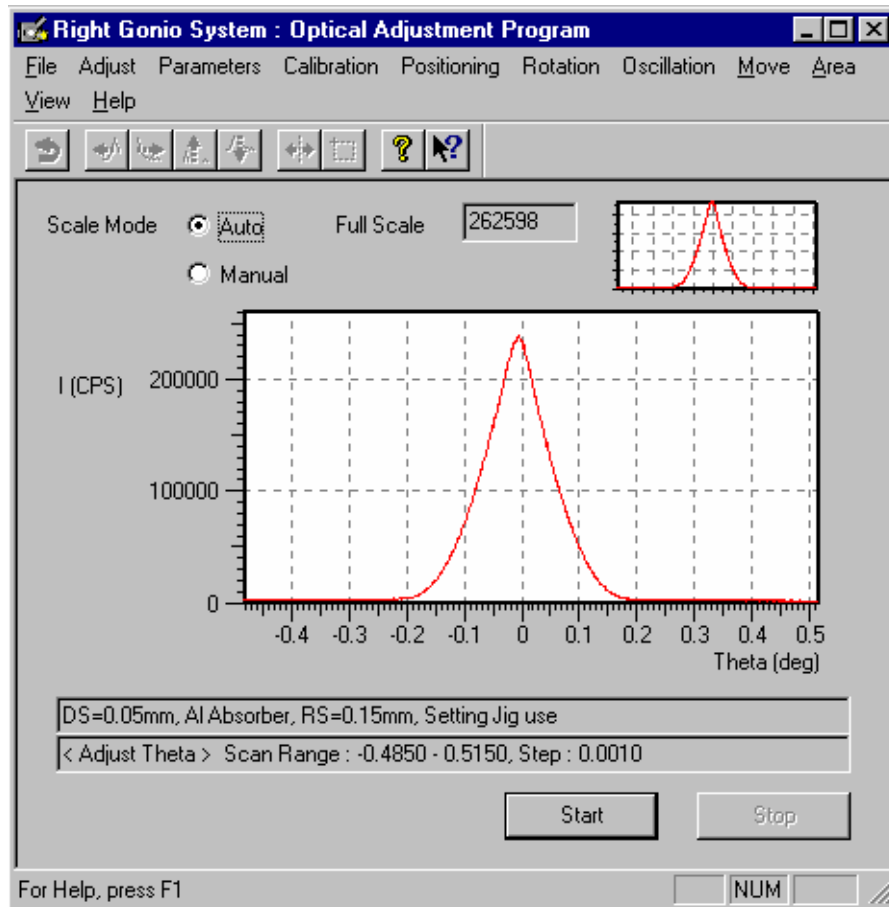 Right Gonio System : Optical Adjustment Program
File Adjust Parameters Calibration Positioning Rotation Oscillation Move Area
View Help
Scale Mode Auto Full Scale 262598
Manual
I (CPS)
200000
100000
0
-0.4 -0.3 -0.2 -0.1 0 0.1 0.2 0.3 0.4 0.5
Theta (deg)
DS=0.05mm, Al Absorber, RS=0.15mm, Setting Jig use
< Adjust Theta > Scan Range : -0.4850 - 0.5150, Step : 0.0010
Start Stop
For Help, press F1 NUM